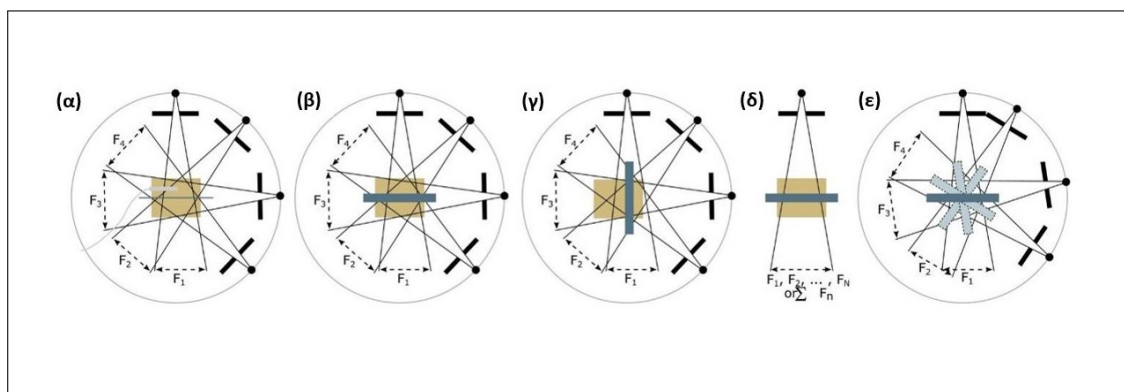 (α) (β) (γ) (δ) (ε)
F4 F4 F4 F4
F3 F3 F3 F3
F2 F2 F2 F2
F1 F1 F1 F1
F1, F2, ... , FN
or Σ Fn